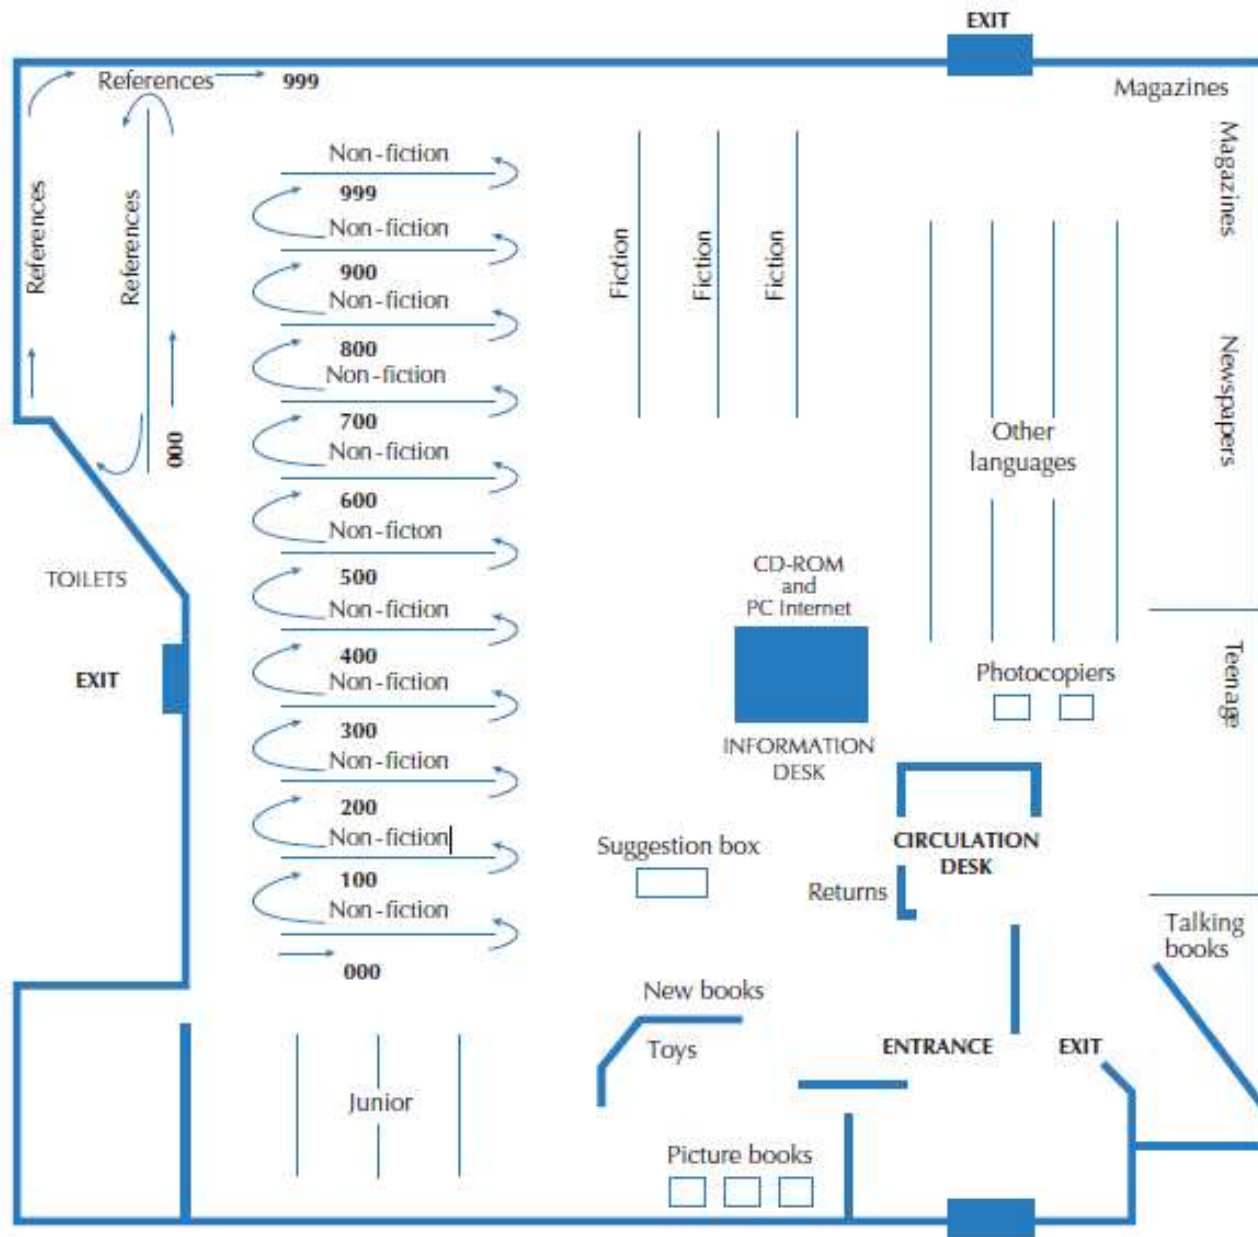 EXIT
References
999
Magazines
Magazines
References
References
000
Non-fiction
999
Non-fiction
900
Non-fiction
800
Non-fiction
700
Non-fiction
600
Non-ficton
500
Non-fiction
400
Non-fiction
300
Non-fiction
200
Non-fiction
100
Non-fiction
000
Fiction
Fiction
Fiction
Other
languages
Newspapers
TOILETS
EXIT
CD-ROM
and
PC Internet
INFORMATION
DESK
Photocopiers
Teenage
Suggestion box
CIRCULATION
DESK
Returns
Talking
books
New books
Toys
ENTRANCE
EXIT
Junior
Picture books